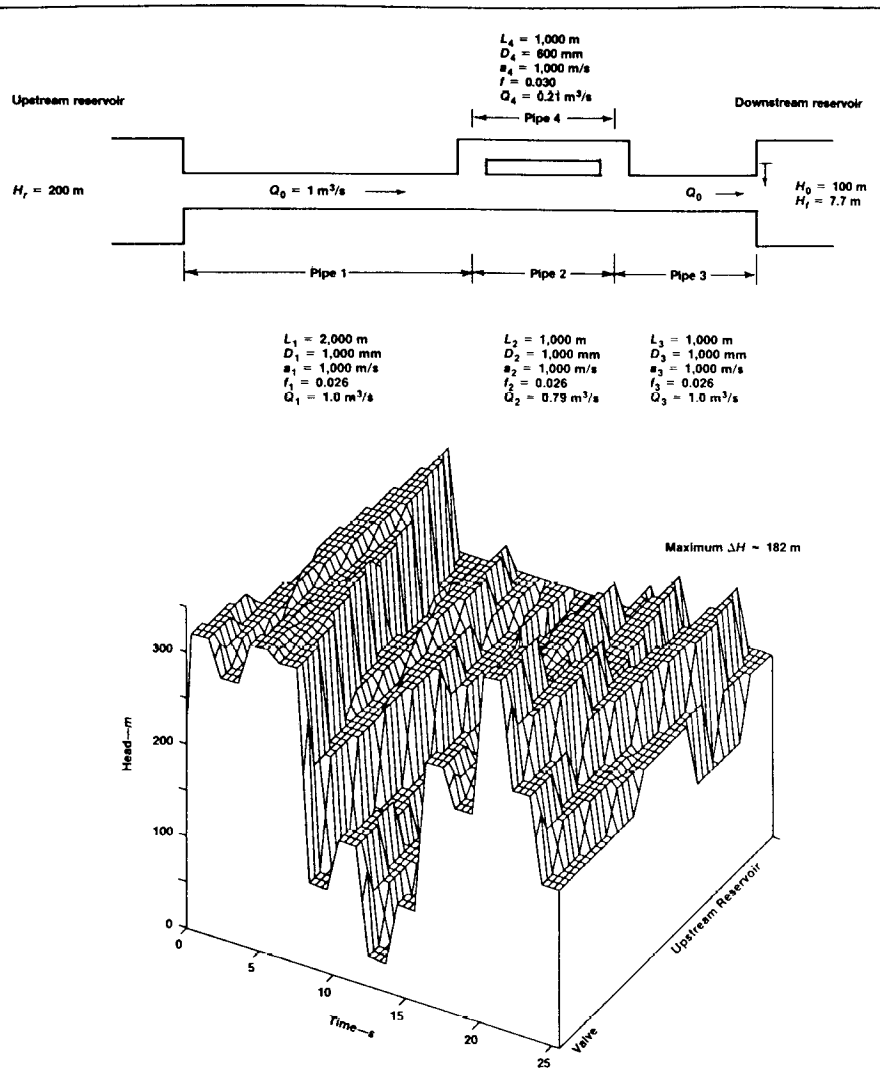 L₄ = 1,000 m
D₄ = 600 mm
a₄ = 1,000 m/s
f = 0.030
Q₄ = 0.21 m³/s
Upstream reservoir
Downstream reservoir
Pipe 4
Hᵣ = 200 m
Q₀ = 1 m³/s
Q₀
H₀ = 100 m
H_f = 7.7 m
Pipe 1
Pipe 2
Pipe 3
L₁ = 2,000 m
D₁ = 1,000 mm
a₁ = 1,000 m/s
f₁ = 0.026
Q₁ = 1.0 m³/s
L₂ = 1,000 m
D₂ = 1,000 mm
a₂ = 1,000 m/s
f₂ = 0.026
Q₂ = 0.79 m³/s
L₃ = 1,000 m
D₃ = 1,000 mm
a₃ = 1,000 m/s
f₃ = 0.026
Q₃ = 1.0 m³/s
Maximum ΔH ~ 182 m
Head—m
300
200
100
0
0
5
10
15
20
25
Time—s
Valve
Upstream Reservoir